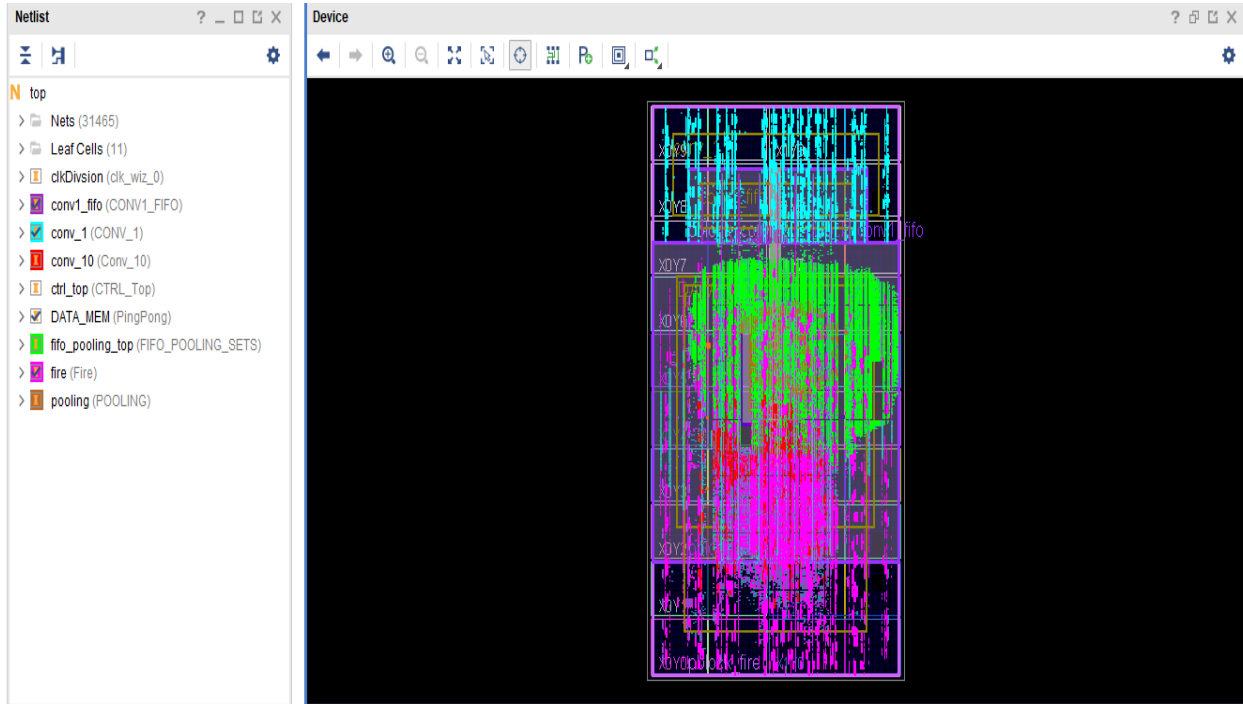 Netlist
? _
N top
Nets (31465)
Leaf Cells (11)
clkDivsion (clk_wiz_0)
conv1_fifo (CONV1_FIFO)
conv_1 (CONV_1)
conv_10 (Conv_10)
ctrl_top (CTRL_Top)
DATA_MEM (PingPong)
fifo_pooling_top (FIFO_POOLING_SETS)
fire (Fire)
pooling (POOLING)
Device
?
X0Y9
X0Y8
conv1_fifo
X0Y7
X0Y6
X0Y2
X0Y1
X0Y0
fire